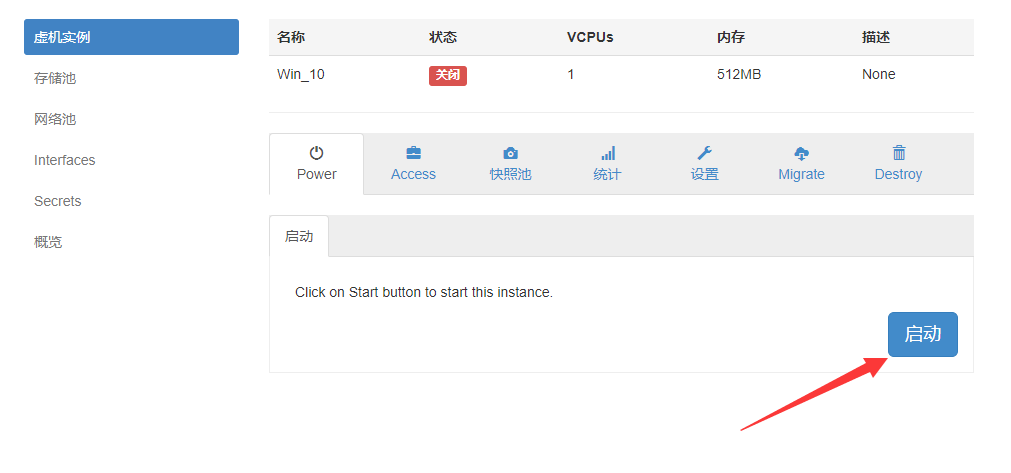 虚机实例
存储池
网络池
Interfaces
Secrets
概览
名称 状态 VCPUs 内存 描述
Win_10 关闭 1 512MB None
Power Access 快照池 统计 设置 Migrate Destroy
启动
Click on Start button to start this instance.
启动